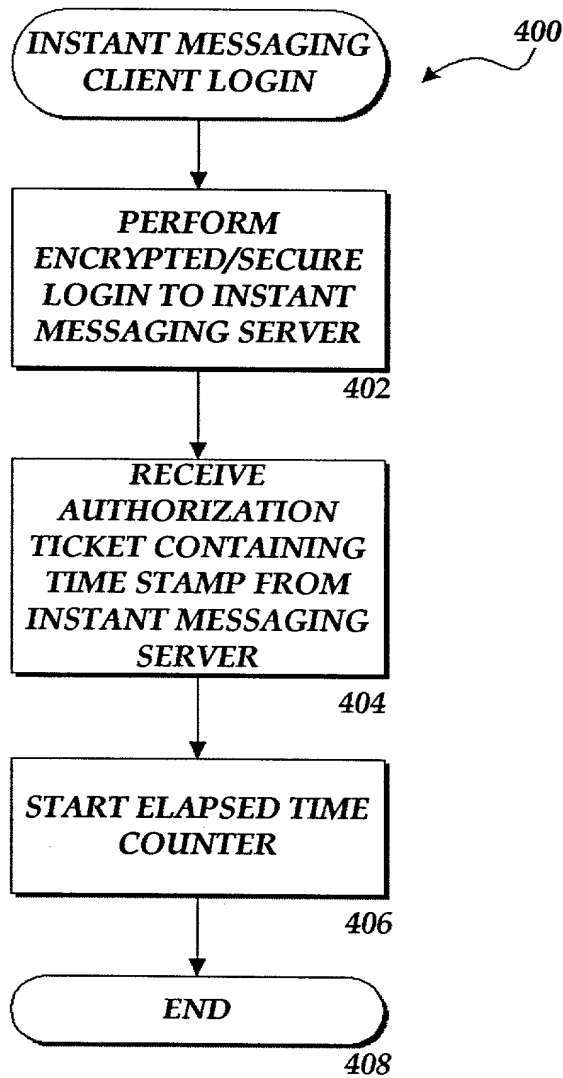 INSTANT MESSAGING
CLIENT LOGIN
400
PERFORM
ENCRYPTED/SECURE
LOGIN TO INSTANT
MESSAGING SERVER
402
RECEIVE
AUTHORIZATION
TICKET CONTAINING
TIME STAMP FROM
INSTANT MESSAGING
SERVER
404
START ELAPSED TIME
COUNTER
406
END
408